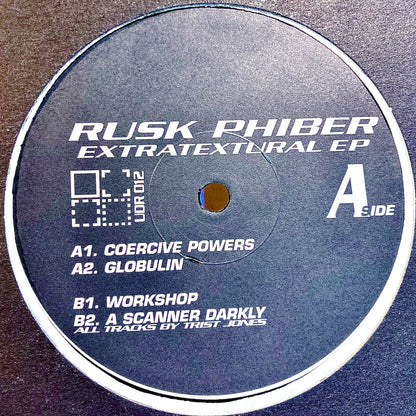 RUSK PHIBER
EXTRATEXTURAL EP
UDR 012
A SIDE
A1. COERCIVE POWERS
A2. GLOBULIN
B1. WORKSHOP
B2. A SCANNER DARKLY
ALL TRACKS BY TRIST JONES